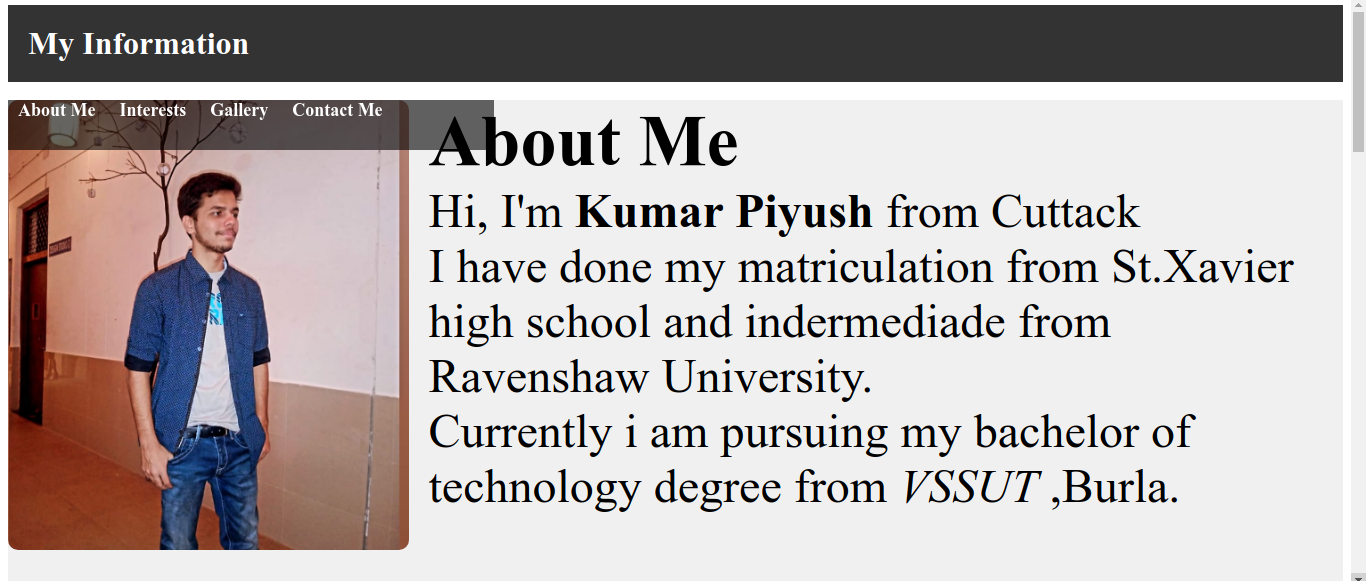 My Information
About Me Interests Gallery Contact Me
About Me
Hi, I'm Kumar Piyush from Cuttack
I have done my matriculation from St.Xavier
high school and indermediade from
Ravenshaw University.
Currently i am pursuing my bachelor of
technology degree from VSSUT ,Burla.